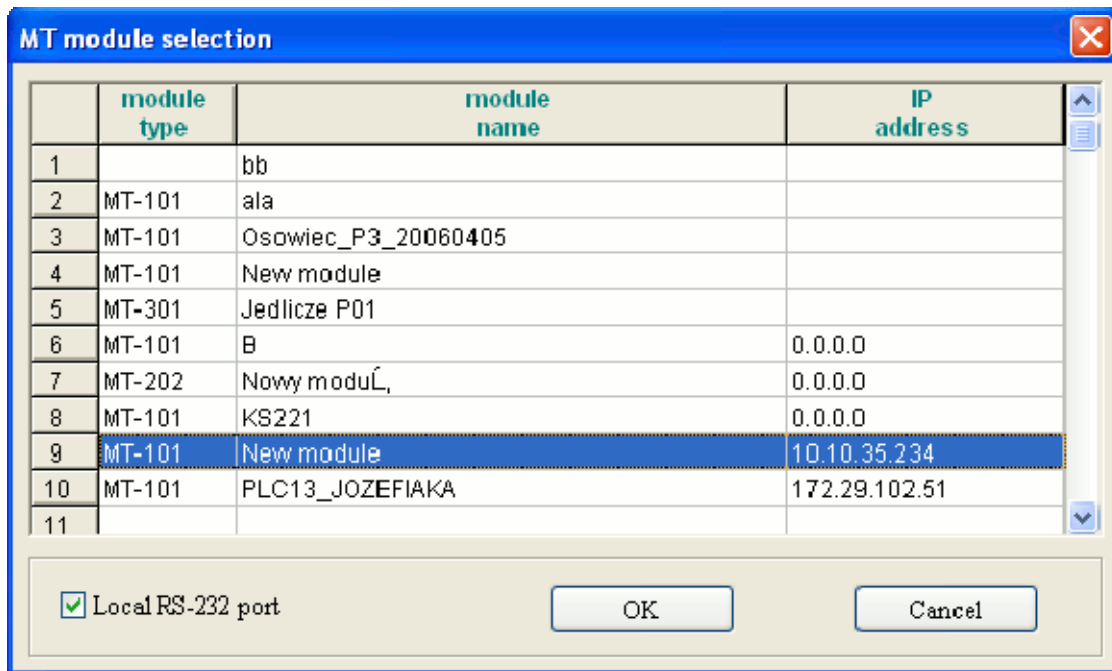 MT module selection
module type module name IP address
1 bb
2 MT-101 ala
3 MT-101 Osowiec_P3_20060405
4 MT-101 New module
5 MT-301 Jedlicze P01
6 MT-101 B 0.0.0.0
7 MT-202 Nowy moduĹ‚ 0.0.0.0
8 MT-101 KS221 0.0.0.0
9 MT-101 New module 10.10.35.234
10 MT-101 PLC13_JOZEFIAKA 172.29.102.51
11
Local RS-232 port OK Cancel